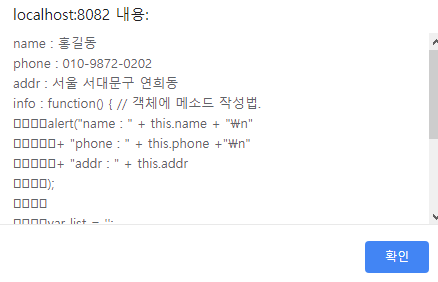 localhost:8082 내용:
name : 홍길동
phone : 010-9872-0202
addr : 서울 서대문구 연희동
info : function() { // 객체에 메소드 작성법.
▯▯▯▯alert("name : " + this.name + "₩n"
▯▯▯▯▯+ "phone : " + this.phone +"₩n"
▯▯▯▯▯+ "addr : " + this.addr
▯▯▯▯);
▯▯▯▯
▯▯▯▯var list = '';
확인